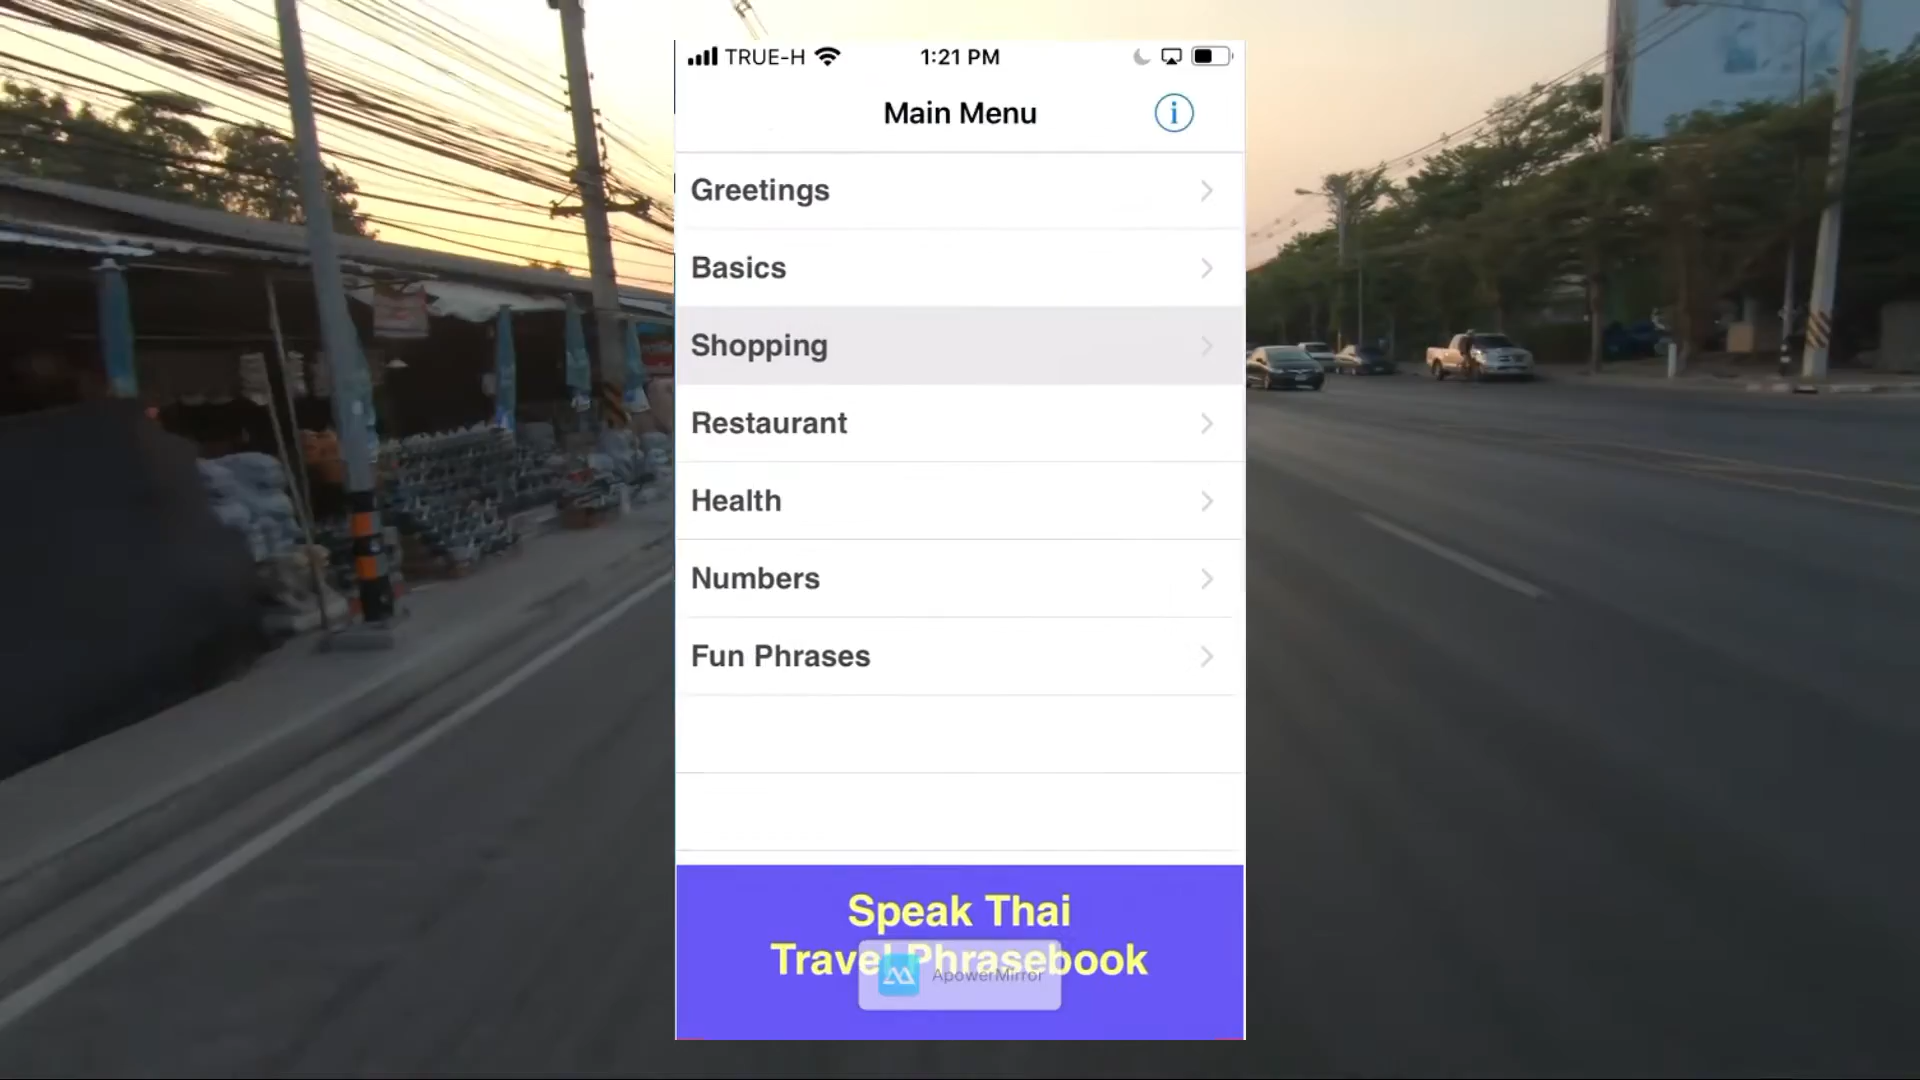 TRUE-H
1:21 PM
Main Menu
i
Greetings
Basics
Shopping
Restaurant
Health
Numbers
Fun Phrases
Speak Thai
Travel Phrasebook
ApowerMirror